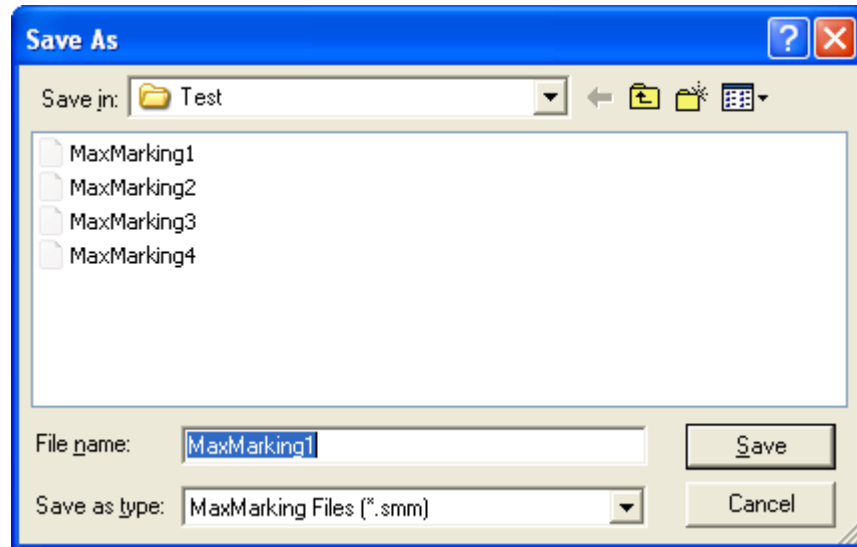 Save As
Save in: Test
MaxMarking1
MaxMarking2
MaxMarking3
MaxMarking4
File name: MaxMarking1 Save
Save as type: MaxMarking Files (*.smm) Cancel